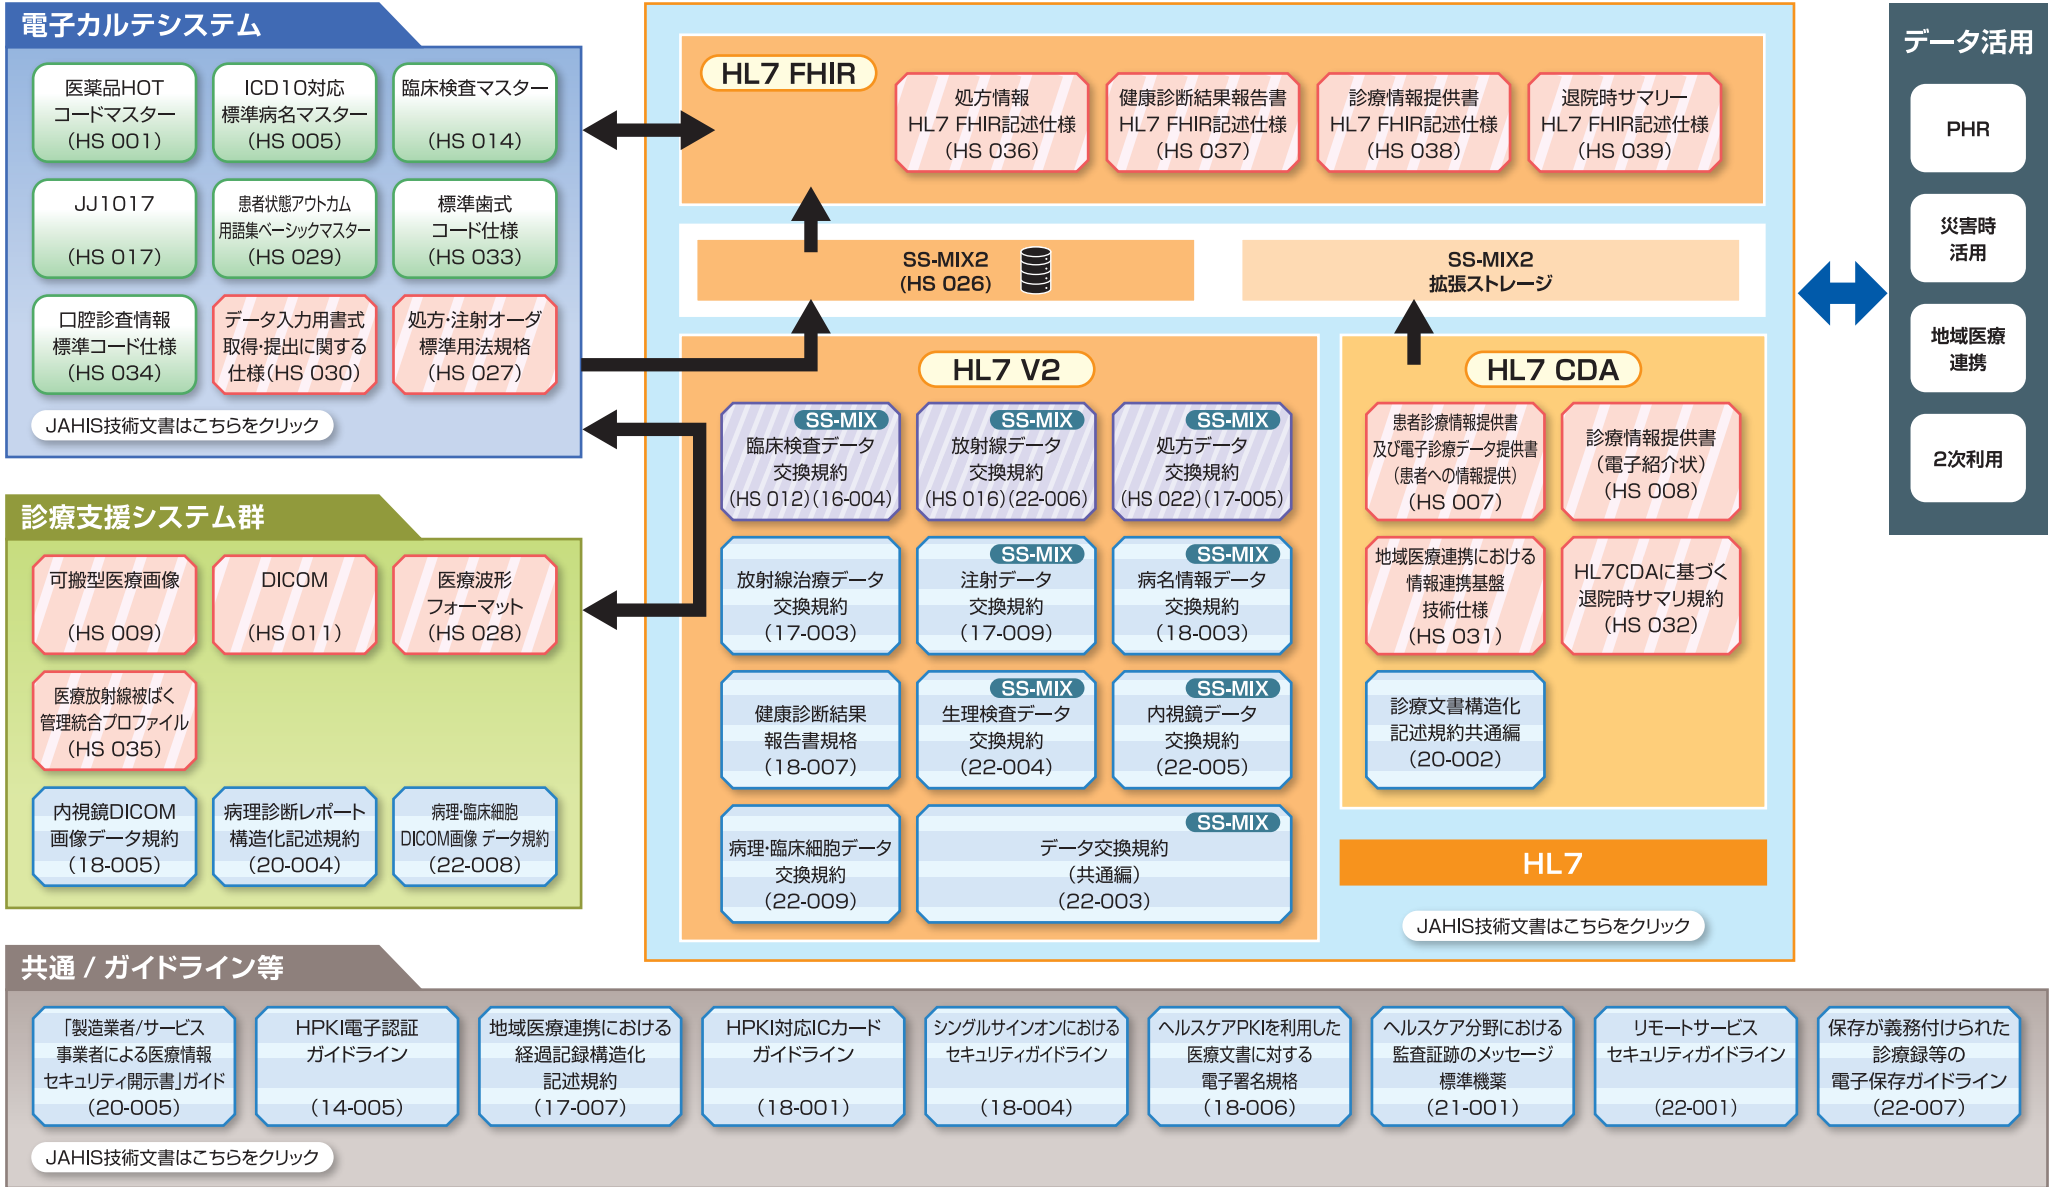 電子カルテシステム
医薬品HOT
コードマスター
(HS 001)
ICD10対応
標準病名マスター
(HS 005)
臨床検査マスター
(HS 014)
JJ1017
(HS 017)
患者状態アウトカム
用語集ベーシックマスター
(HS 029)
標準歯式
コード仕様
(HS 033)
口腔診査情報
標準コード仕様
(HS 034)
データ入力用書式
取得・提出に関する
仕様(HS 030)
処方・注射オーダ
標準用法規格
(HS 027)
JAHIS技術文書はこちらをクリック
診療支援システム群
可搬型医療画像
(HS 009)
DICOM
(HS 011)
医療波形
フォーマット
(HS 028)
医療放射線被ばく
管理統合プロファイル
(HS 035)
内視鏡DICOM
画像データ規約
(18-005)
病理診断レポート
構造化記述規約
(20-004)
病理・臨床細胞
DICOM画像 データ規約
(22-008)
HL7 FHIR
処方情報
HL7 FHIR記述仕様
(HS 036)
健康診断結果報告書
HL7 FHIR記述仕様
(HS 037)
診療情報提供書
HL7 FHIR記述仕様
(HS 038)
退院時サマリー
HL7 FHIR記述仕様
(HS 039)
SS-MIX2
(HS 026)
SS-MIX2
拡張ストレージ
HL7 V2
SS-MIX
臨床検査データ
交換規約
(HS 012)(16-004)
SS-MIX
放射線データ
交換規約
(HS 016)(22-006)
SS-MIX
処方データ
交換規約
(HS 022)(17-005)
放射線治療データ
交換規約
(17-003)
SS-MIX
注射データ
交換規約
(17-009)
SS-MIX
病名情報データ
交換規約
(18-003)
健康診断結果
報告書規格
(18-007)
SS-MIX
生理検査データ
交換規約
(22-004)
SS-MIX
内視鏡データ
交換規約
(22-005)
病理・臨床細胞データ
交換規約
(22-009)
SS-MIX
データ交換規約
(共通編)
(22-003)
HL7 CDA
患者診療情報提供書
及び電子診療データ提供書
(患者への情報提供)
(HS 007)
診療情報提供書
(電子紹介状)
(HS 008)
地域医療連携における
情報連携基盤
技術仕様
(HS 031)
HL7CDAに基づく
退院時サマリ規約
(HS 032)
診療文書構造化
記述規約共通編
(20-002)
HL7
JAHIS技術文書はこちらをクリック
データ活用
PHR
災害時
活用
地域医療
連携
2次利用
共通 / ガイドライン等
「製造業者/サービス
事業者による医療情報
セキュリティ開示書」ガイド
(20-005)
HPKI電子認証
ガイドライン
(14-005)
地域医療連携における
経過記録構造化
記述規約
(17-007)
HPKI対応ICカード
ガイドライン
(18-001)
シングルサインオンにおける
セキュリティガイドライン
(18-004)
ヘルスケアPKIを利用した
医療文書に対する
電子署名規格
(18-006)
ヘルスケア分野における
監査証跡のメッセージ
標準機薬
(21-001)
リモートサービス
セキュリティガイドライン
(22-001)
保存が義務付けられた
診療録等の
電子保存ガイドライン
(22-007)
JAHIS技術文書はこちらをクリック